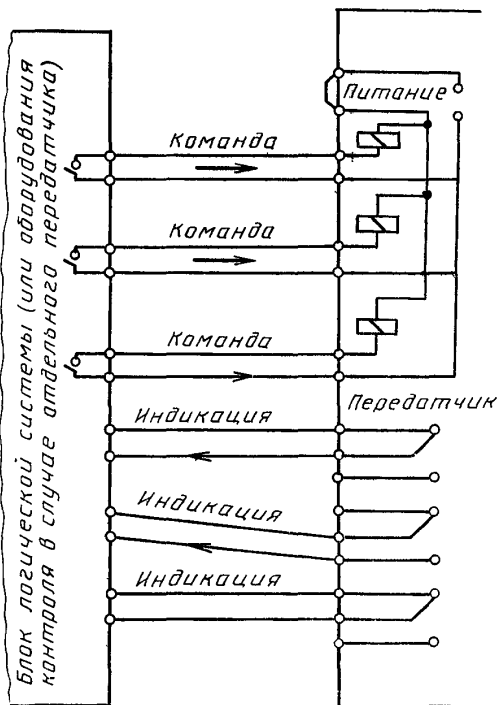 Блок логической системы (или оборудования
контроля в случае отдельного передатчика)
Питание
Команда
Команда
Команда
Передатчик
Индикация
Индикация
Индикация